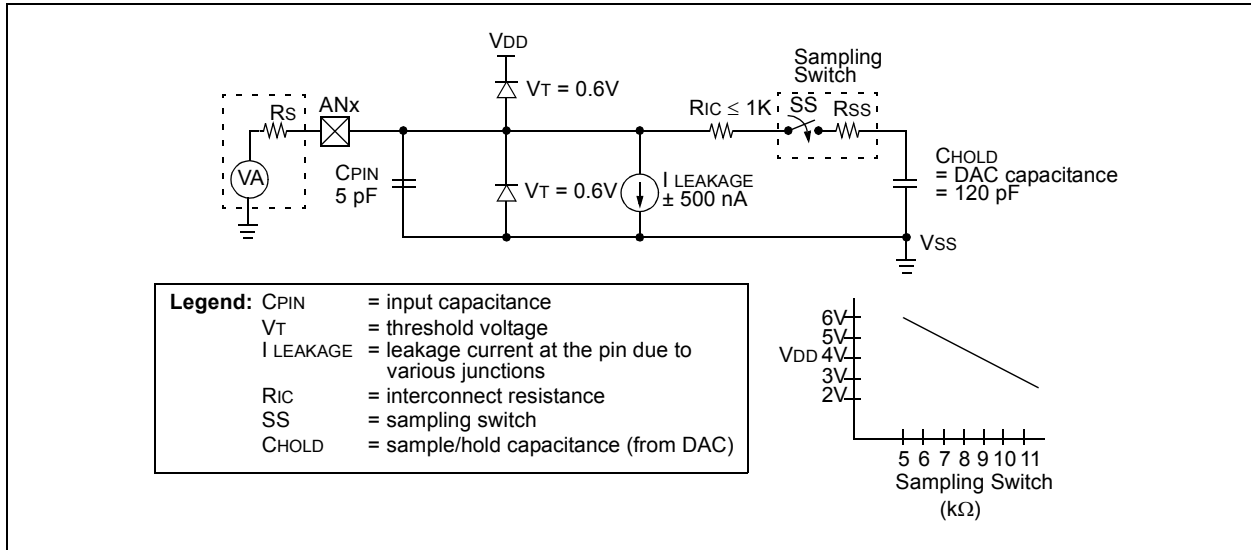 VDD
Sampling
Switch
VT = 0.6V
RS
ANx
RIC ≤ 1K
SS
RSS
VA
CPIN
5 pF
VT = 0.6V
I LEAKAGE
± 500 nA
CHOLD
= DAC capacitance
= 120 pF
VSS
Legend: CPIN = input capacitance
VT = threshold voltage
I LEAKAGE = leakage current at the pin due to
various junctions
RIC = interconnect resistance
SS = sampling switch
CHOLD = sample/hold capacitance (from DAC)
6V
5V
VDD 4V
3V
2V
5 6 7 8 9 10 11
Sampling Switch
(kΩ)